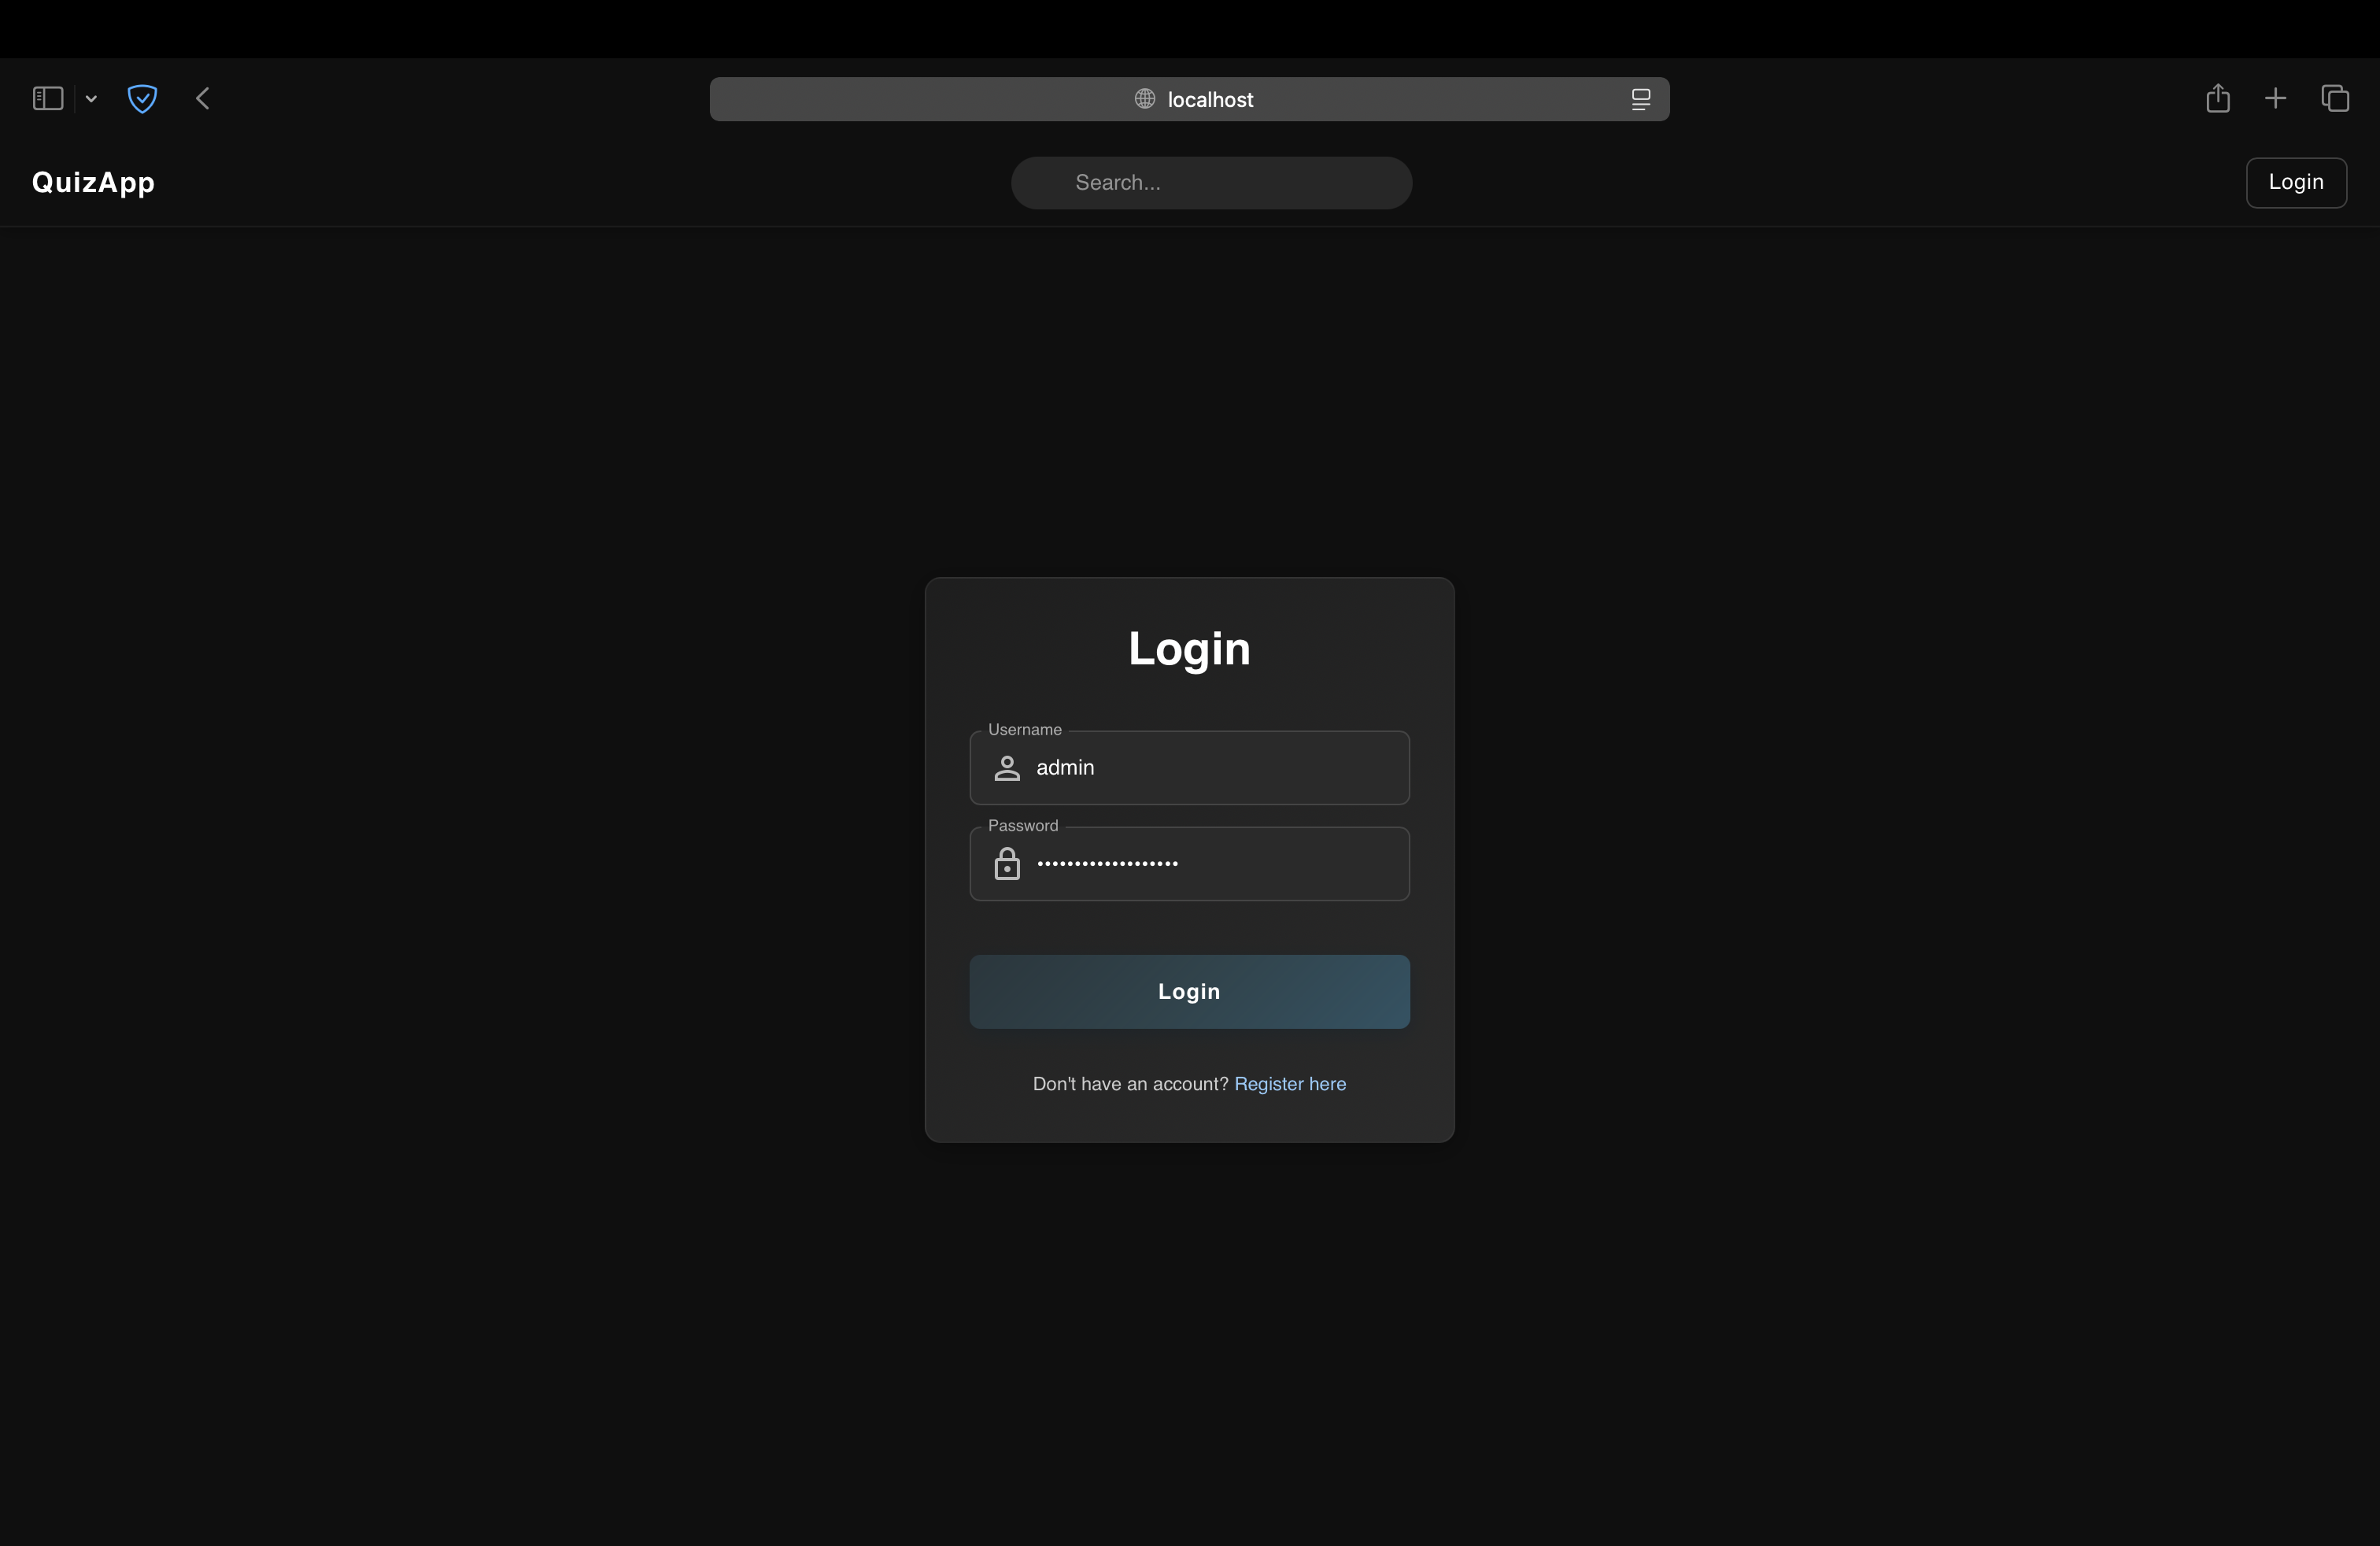 localhost
QuizApp
Search...
Login
Login
Username
admin
Password
•••••••••••••••••••
Login
Don't have an account? Register here